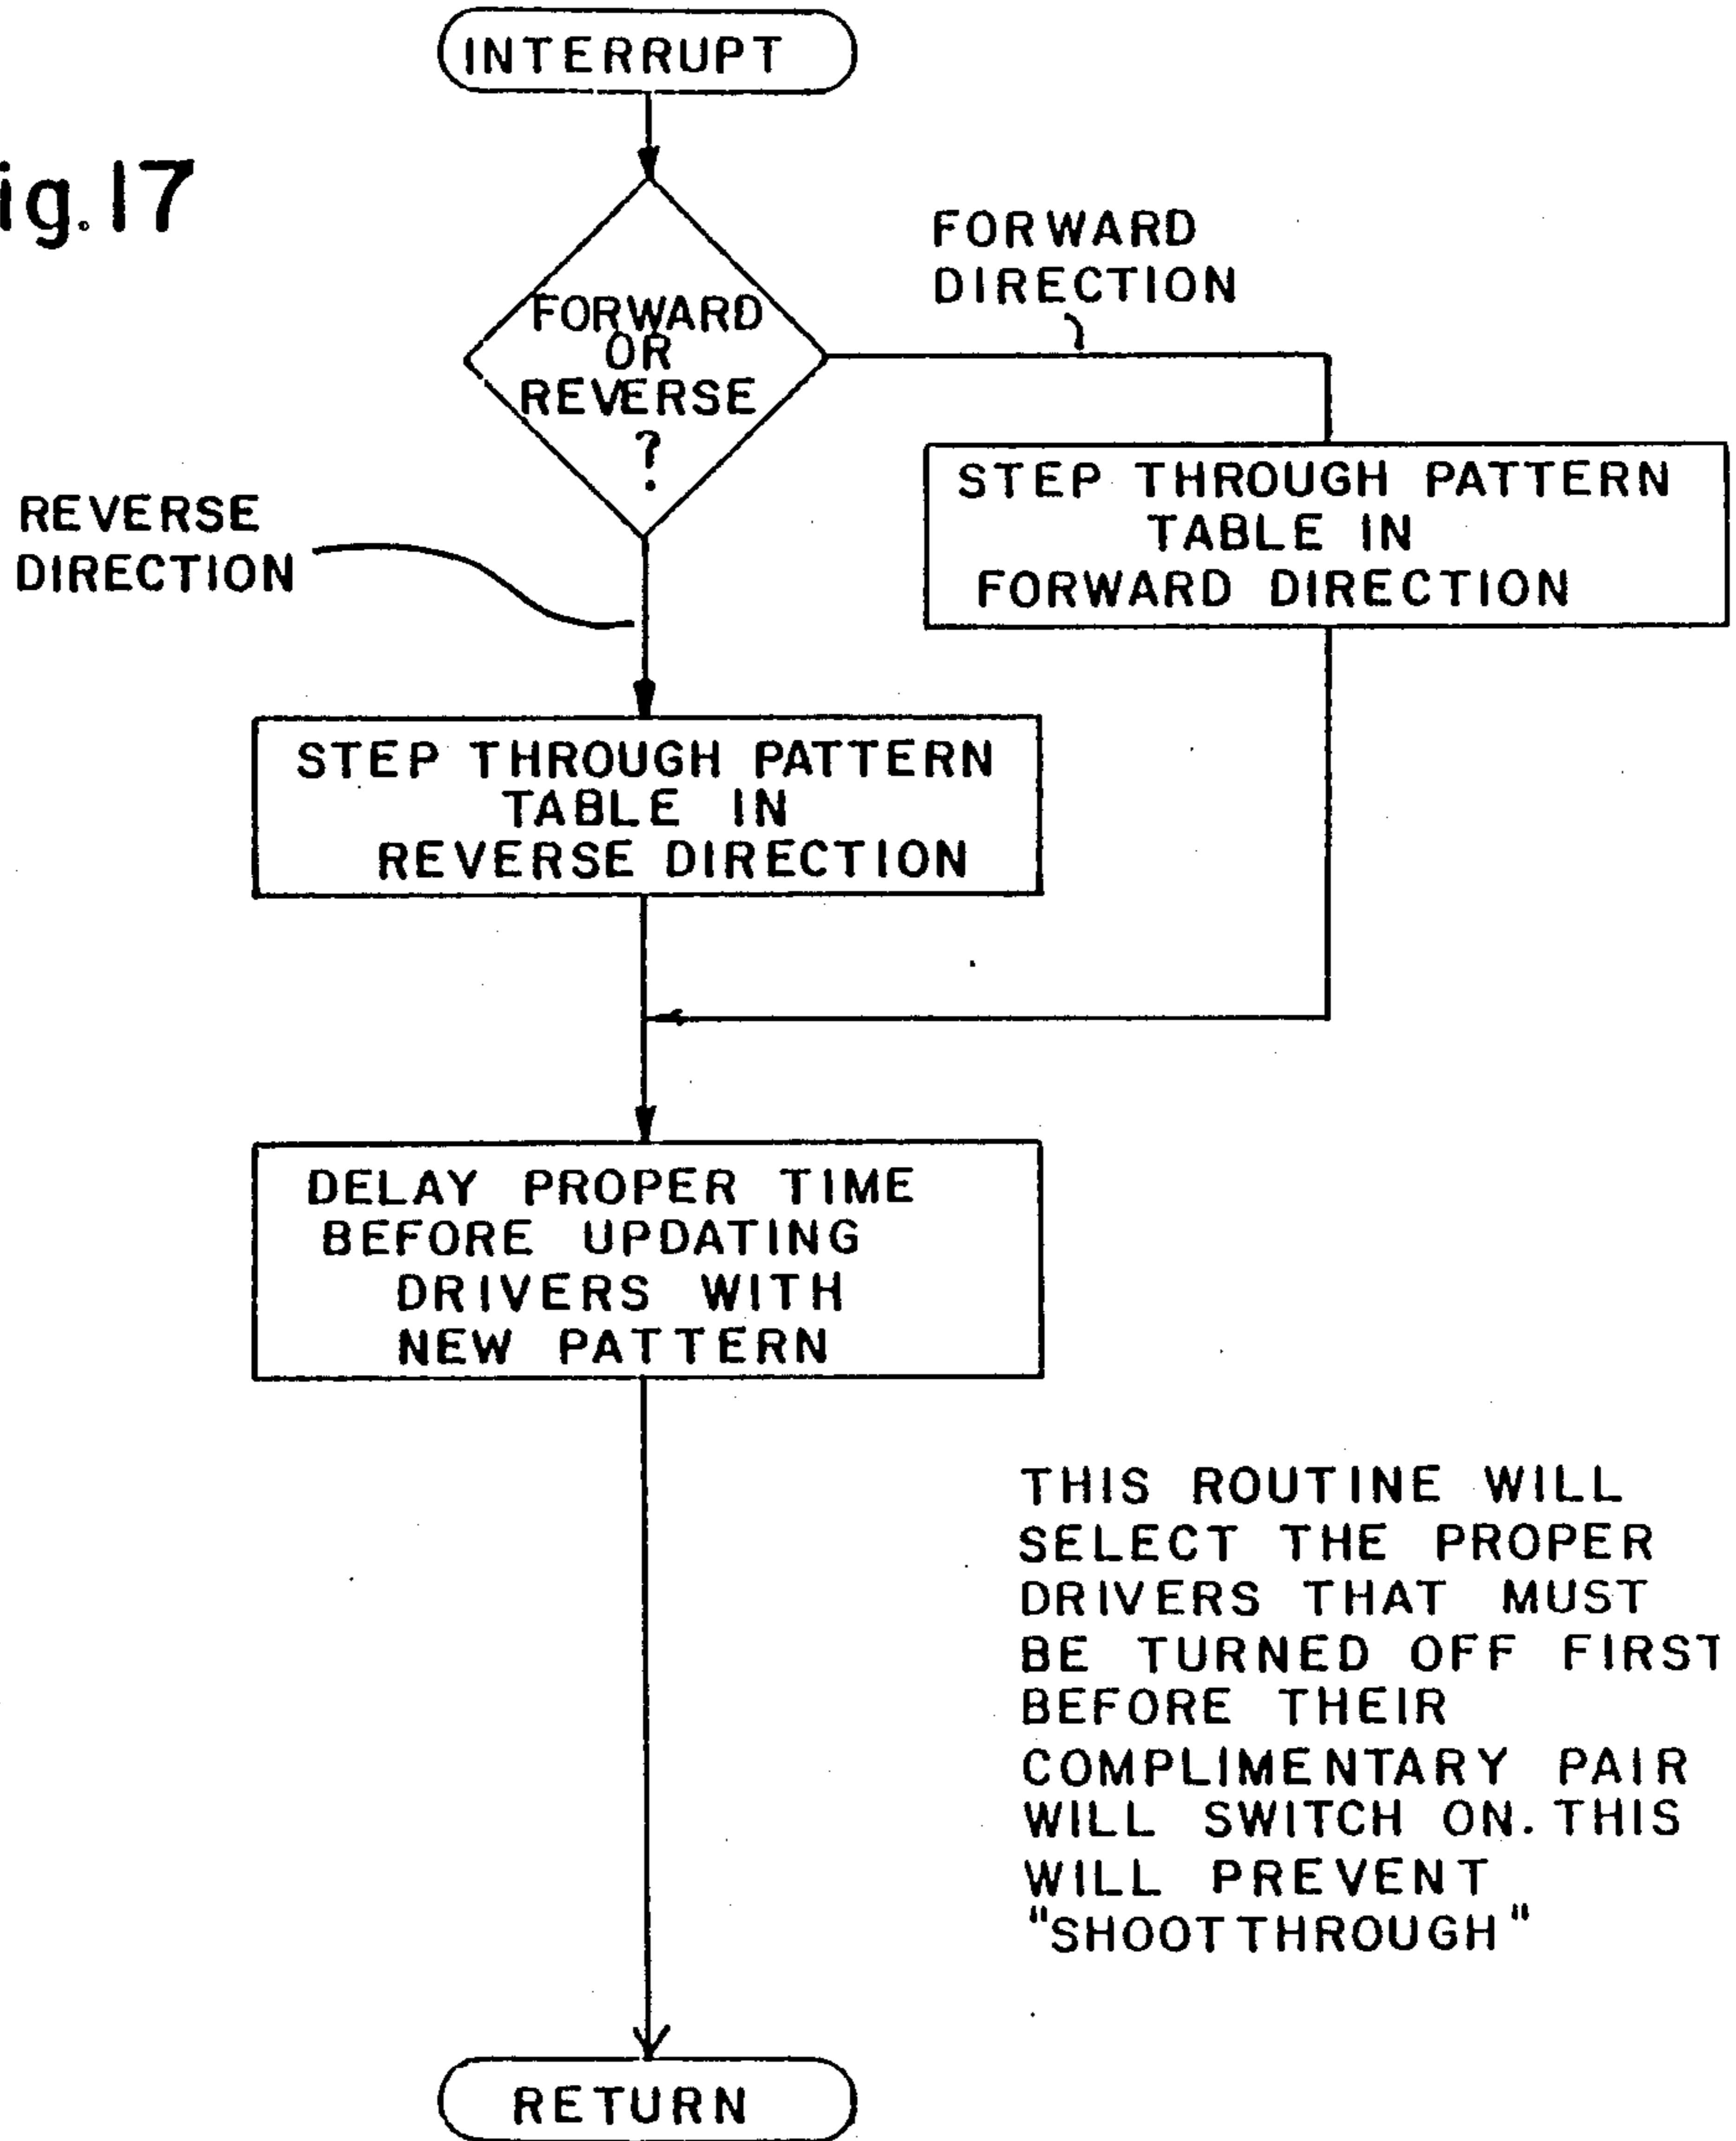 INTERRUPT
ig. 17
FORWARD
DIRECTION
FORWARD
OR
REVERSE
?
STEP THROUGH PATTERN
TABLE IN
FORWARD DIRECTION
REVERSE
DIRECTION
STEP THROUGH PATTERN
TABLE IN
REVERSE DIRECTION
DELAY PROPER TIME
BEFORE UPDATING
DRIVERS WITH
NEW PATTERN
THIS ROUTINE WILL
SELECT THE PROPER
DRIVERS THAT MUST
BE TURNED OFF FIRST
BEFORE THEIR
COMPLIMENTARY PAIR
WILL SWITCH ON. THIS
WILL PREVENT
"SHOOTTHROUGH"
RETURN